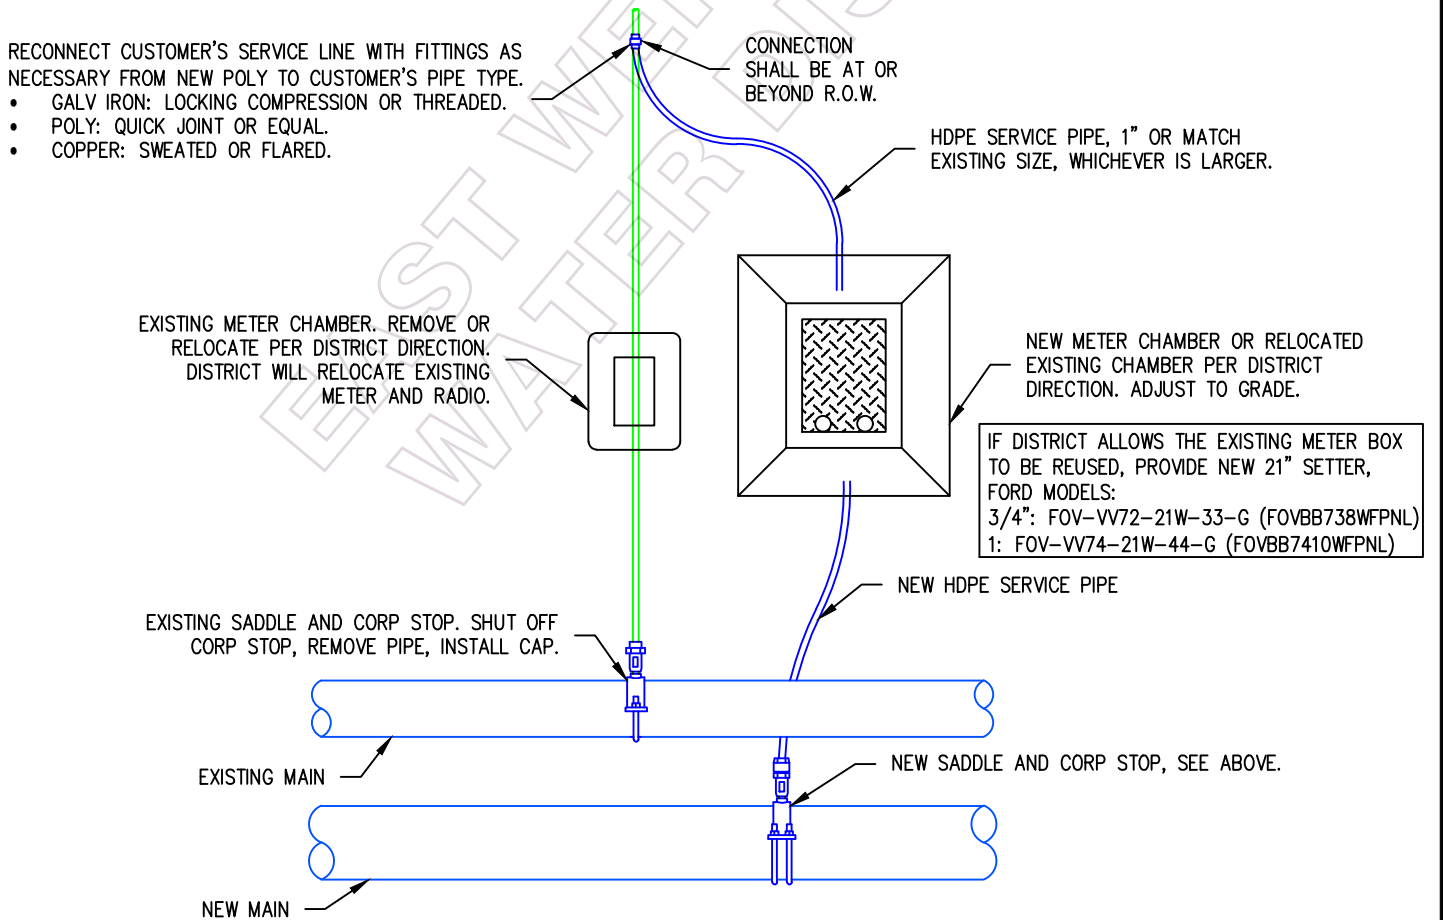 RECONNECT CUSTOMER'S SERVICE LINE WITH FITTINGS AS
NECESSARY FROM NEW POLY TO CUSTOMER'S PIPE TYPE.
• GALV IRON: LOCKING COMPRESSION OR THREADED.
• POLY: QUICK JOINT OR EQUAL.
• COPPER: SWEATED OR FLARED.
CONNECTION
SHALL BE AT OR
BEYOND R.O.W.
HDPE SERVICE PIPE, 1" OR MATCH
EXISTING SIZE, WHICHEVER IS LARGER.
EXISTING METER CHAMBER. REMOVE OR
RELOCATE PER DISTRICT DIRECTION.
DISTRICT WILL RELOCATE EXISTING
METER AND RADIO.
NEW METER CHAMBER OR RELOCATED
EXISTING CHAMBER PER DISTRICT
DIRECTION. ADJUST TO GRADE.
IF DISTRICT ALLOWS THE EXISTING METER BOX
TO BE REUSED, PROVIDE NEW 21" SETTER,
FORD MODELS:
3/4": FOV-VV72-21W-33-G (FOVBB738WFPNL)
1: FOV-VV74-21W-44-G (FOVBB7410WFPNL)
NEW HDPE SERVICE PIPE
EXISTING SADDLE AND CORP STOP. SHUT OFF
CORP STOP, REMOVE PIPE, INSTALL CAP.
EXISTING MAIN
NEW SADDLE AND CORP STOP, SEE ABOVE.
NEW MAIN
EAST
WATER